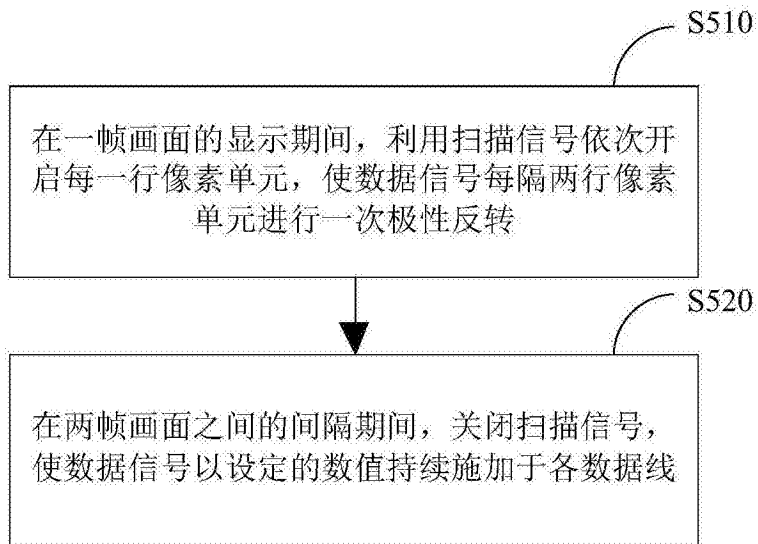 S510
在一帧画面的显示期间，利用扫描信号依次开
启每一行像素单元，使数据信号每隔两行像素
单元进行一次极性反转
S520
在两帧画面之间的间隔期间，关闭扫描信号，
使数据信号以设定的数值持续施加于各数据线